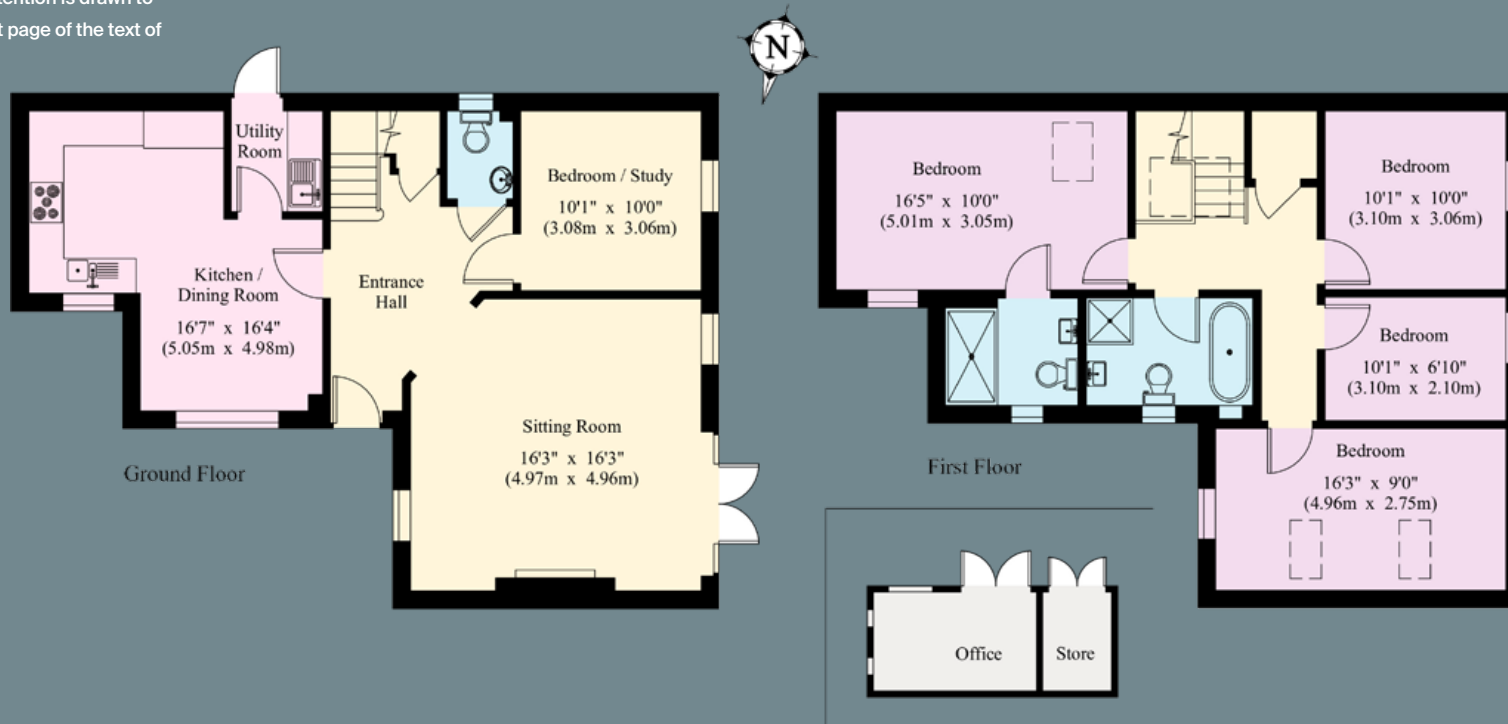 tention is drawn to
t page of the text of
N
Utility
Room
Bedroom / Study
10'1" x 10'0"
(3.08m x 3.06m)
Kitchen /
Dining Room
16'7" x 16'4"
(5.05m x 4.98m)
Entrance
Hall
Sitting Room
16'3" x 16'3"
(4.97m x 4.96m)
Ground Floor
Bedroom
16'5" x 10'0"
(5.01m x 3.05m)
Bedroom
10'1" x 10'0"
(3.10m x 3.06m)
Bedroom
10'1" x 6'10"
(3.10m x 2.10m)
Bedroom
16'3" x 9'0"
(4.96m x 2.75m)
First Floor
Office
Store